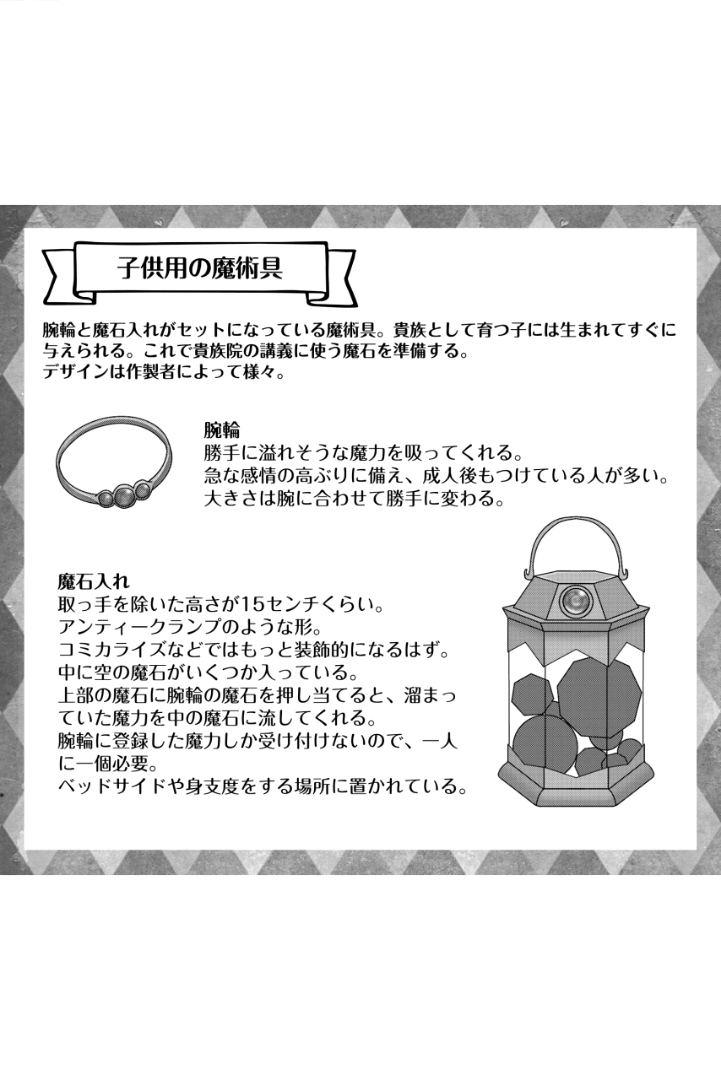 子供用の魔術具
腕輪と魔石入れがセットになっている魔術具。貴族として育つ子には生まれてすぐに
与えられる。これで貴族院の講義に使う魔石を準備する。
デザインは作製者によって様々。
腕輪
勝手に溢れそうな魔力を吸ってくれる。
急な感情の高ぶりに備え、成人後もつけている人が多い。
大きさは腕に合わせて勝手に変わる。
魔石入れ
取っ手を除いた高さが15センチくらい。
アンティークランプのような形。
コミカライズなどではもっと装飾的になるはず。
中に空の魔石がいくつか入っている。
上部の魔石に腕輪の魔石を押し当てると、溜まっ
ていた魔力を中の魔石に流してくれる。
腕輪に登録した魔力しか受け付けないので、一人
に一個必要。
ベッドサイドや身支度をする場所に置かれている。